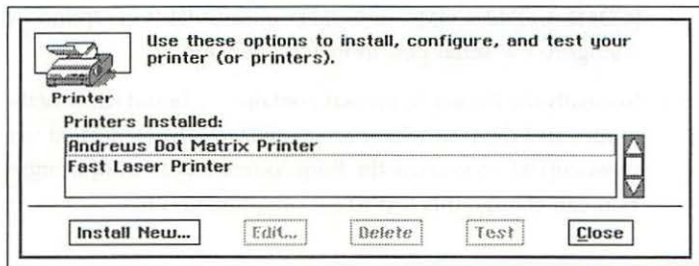 Use these options to install, configure, and test your
printer (or printers).
Printer
Printers Installed:
Andrews Dot Matrix Printer
Fast Laser Printer
Install New...
Edit...
Delete
Test
Close